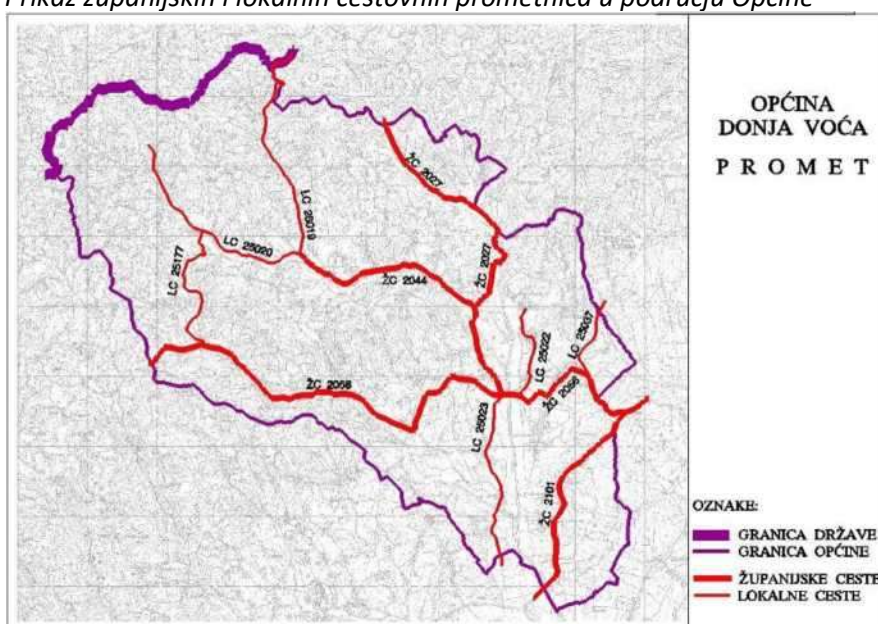 Prikaz županijskih i lokalnih cestovnih prometnica u području Općine
OPĆINA
DONJA VOĆA
P R O M E T
ŽC 2027
LC 25019
LC 25020
LC 25177
ŽC 2027
ŽC 2044
LC 25022
LC 25037
ŽC 2058
ŽC 2056
LC 25023
ŽC 2101
OZNAKE:
GRANICA DRŽAVE
GRANICA OPĆINE
ŽUPANIJSKE CESTE
LOKALNE CESTE